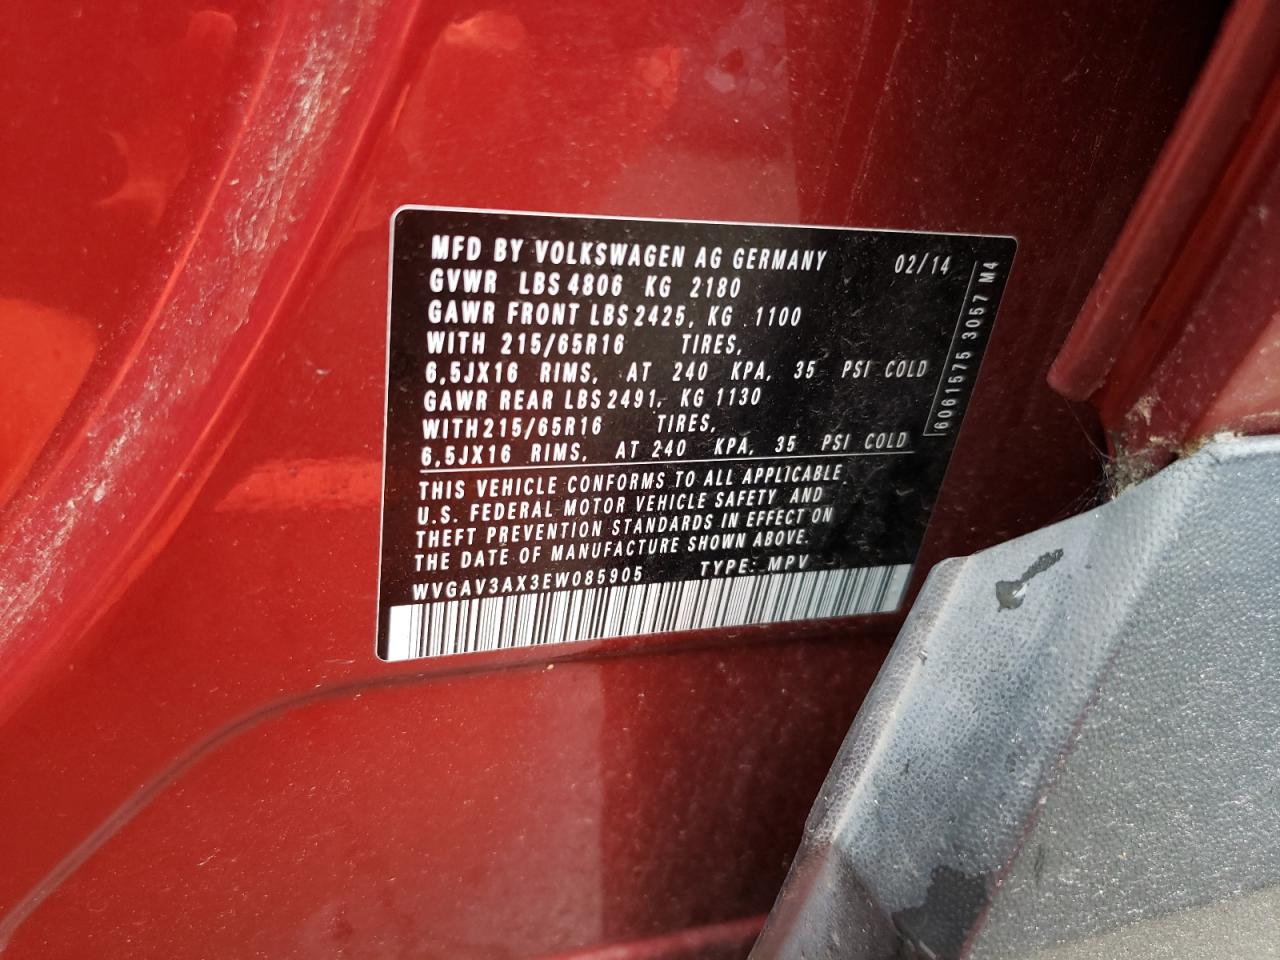 MFD BY VOLKSWAGEN AG GERMANY 02/14
GVWR LBS 4806 KG 2180
GAWR FRONT LBS 2425, KG 1100
WITH 215/65R16 TIRES,
6,5JX16 RIMS, AT 240 KPA, 35 PSI COLD
GAWR REAR LBS 2491, KG 1130
WITH 215/65R16 TIRES,
6,5JX16 RIMS, AT 240 KPA, 35 PSI COLD
THIS VEHICLE CONFORMS TO ALL APPLICABLE
U.S. FEDERAL MOTOR VEHICLE SAFETY AND
THEFT PREVENTION STANDARDS IN EFFECT ON
THE DATE OF MANUFACTURE SHOWN ABOVE.
WVGAV3AX3EW085905 TYPE: MPV
6061575 3057 M4